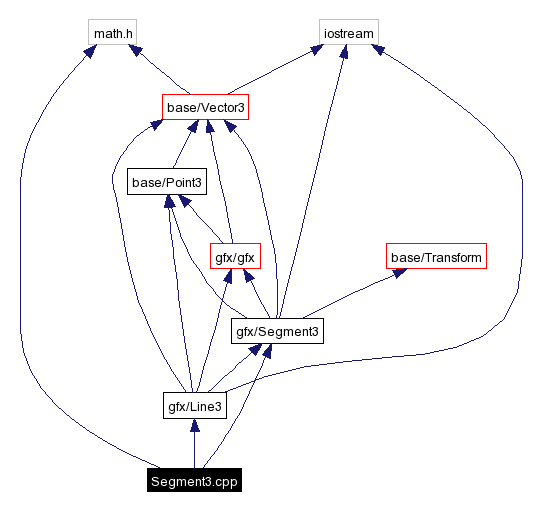 math.h
iostream
base/Vector3
base/Point3
gfx/gfx
base/Transform
gfx/Segment3
gfx/Line3
Segment3.cpp